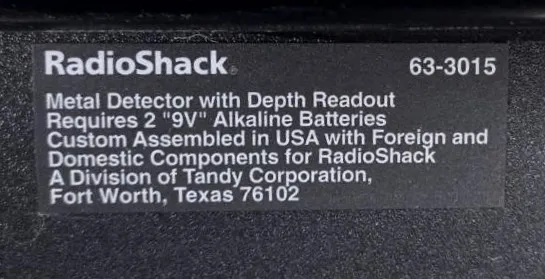 RadioShack® 63-3015
Metal Detector with Depth Readout
Requires 2 "9V" Alkaline Batteries
Custom Assembled in USA with Foreign and
Domestic Components for RadioShack
A Division of Tandy Corporation,
Fort Worth, Texas 76102